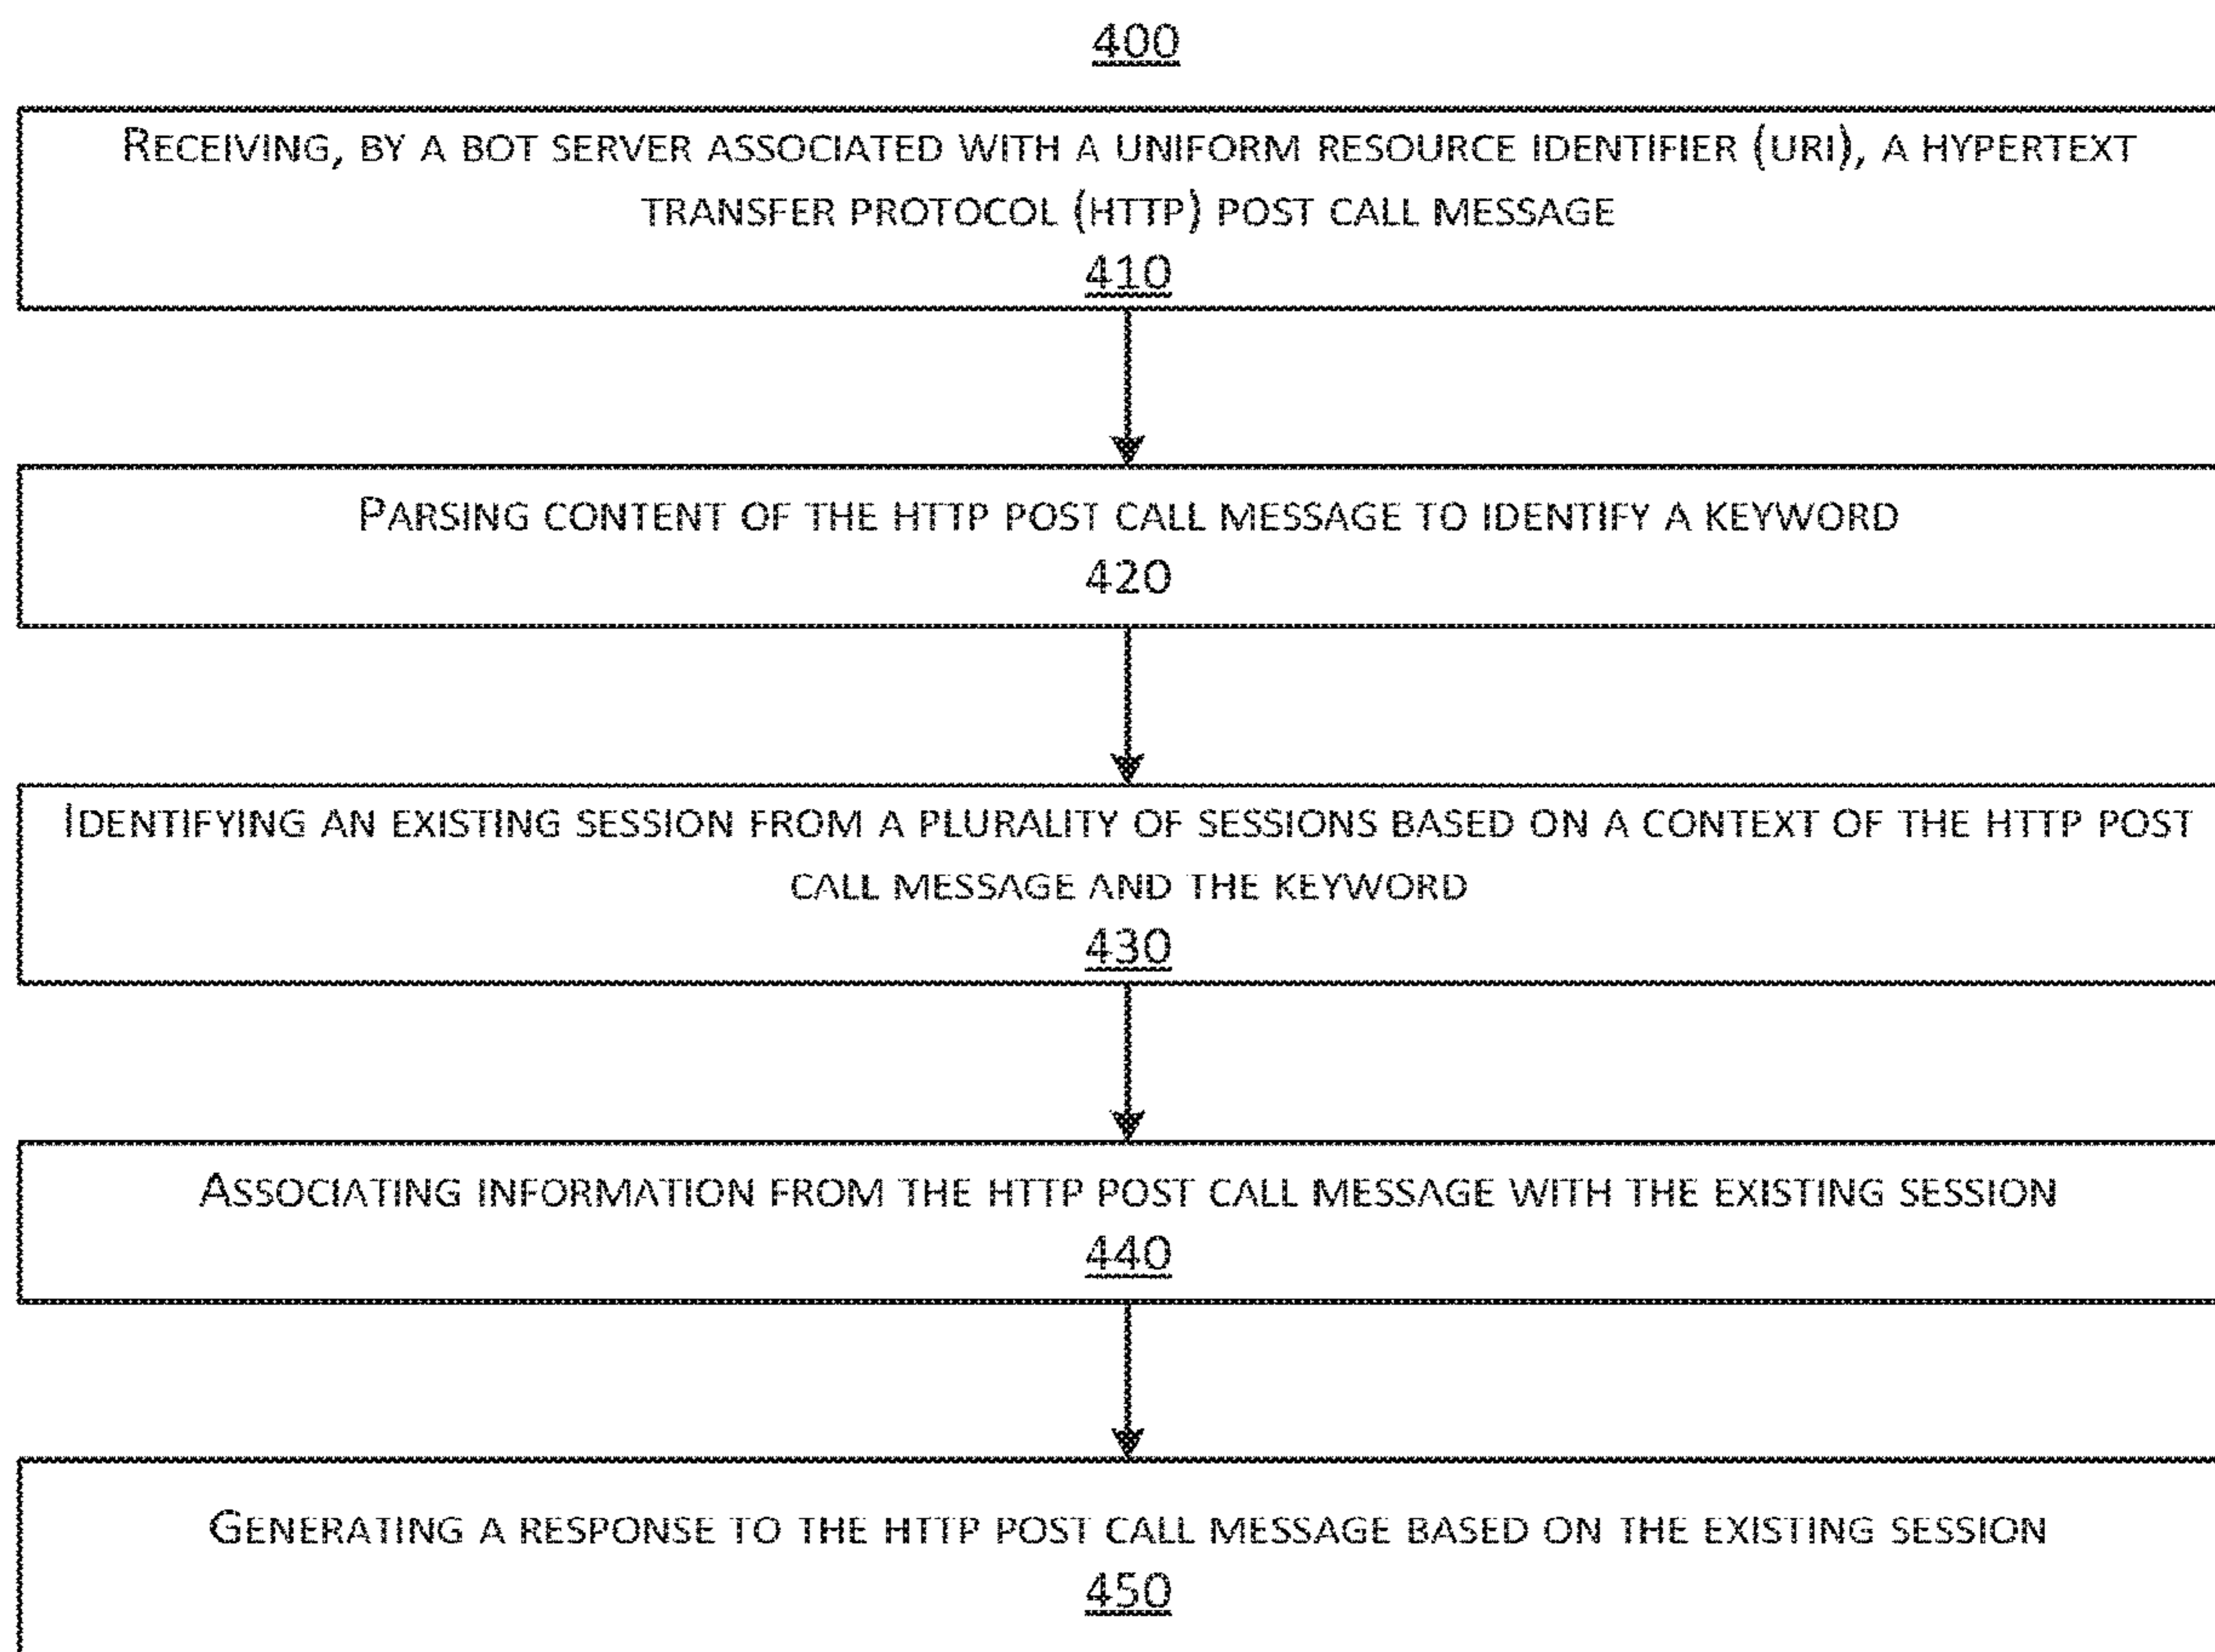 400
RECEIVING, BY A BOT SERVER ASSOCIATED WITH A UNIFORM RESOURCE IDENTIFIER (URI), A HYPERTEXT
TRANSFER PROTOCOL (HTTP) POST CALL MESSAGE
410
PARSING CONTENT OF THE HTTP POST CALL MESSAGE TO IDENTIFY A KEYWORD
420
IDENTIFYING AN EXISTING SESSION FROM A PLURALITY OF SESSIONS BASED ON A CONTEXT OF THE HTTP POST
CALL MESSAGE AND THE KEYWORD
430
ASSOCIATING INFORMATION FROM THE HTTP POST CALL MESSAGE WITH THE EXISTING SESSION
440
GENERATING A RESPONSE TO THE HTTP POST CALL MESSAGE BASED ON THE EXISTING SESSION
450